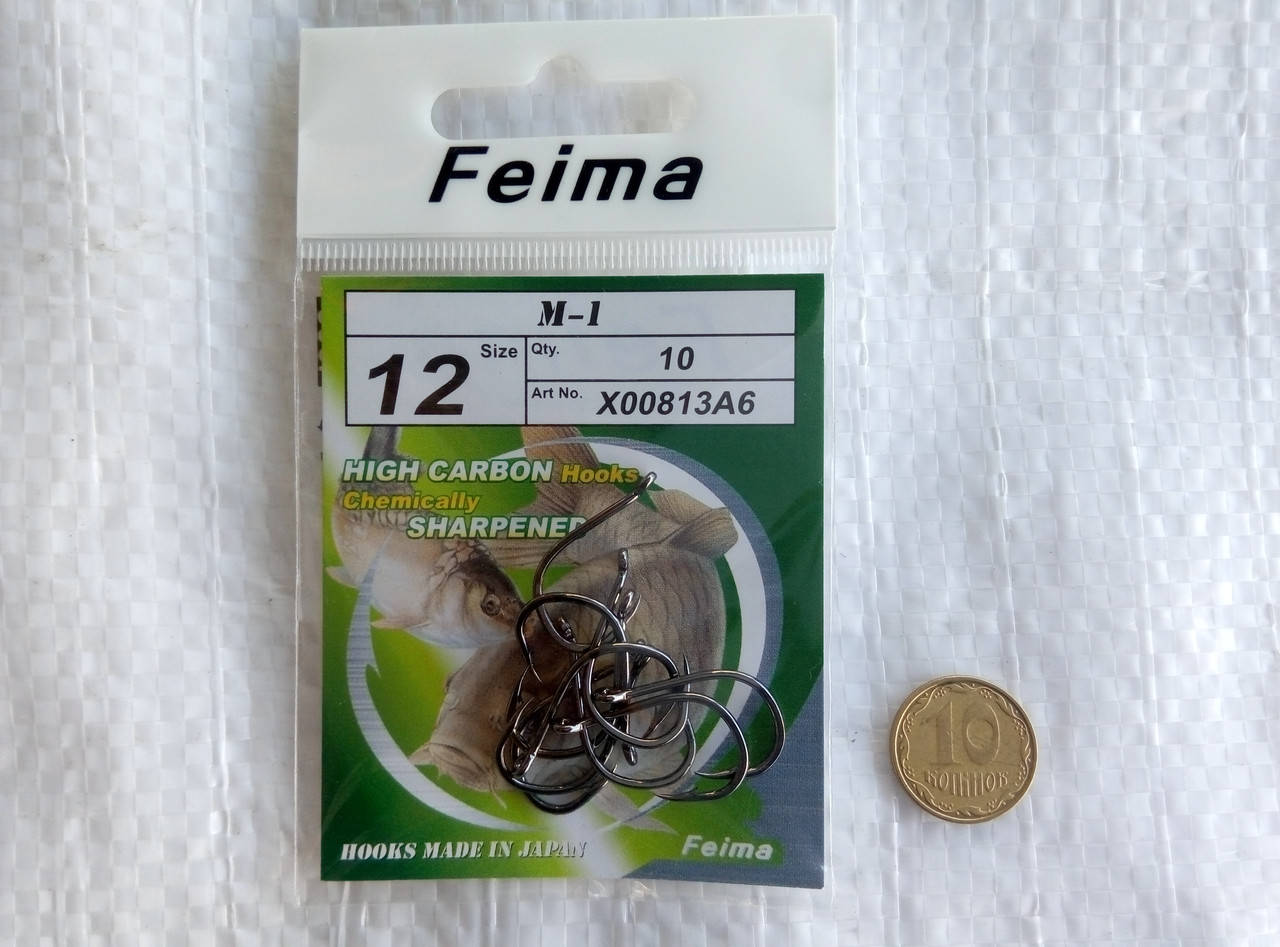 Feima
M-1
12 Size
Qty. 10
Art No. X00813A6
HIGH CARBON Hooks
Chemically
SHARPENED
HOOKS MADE IN JAPAN
Feima
10
КОПІЙОК